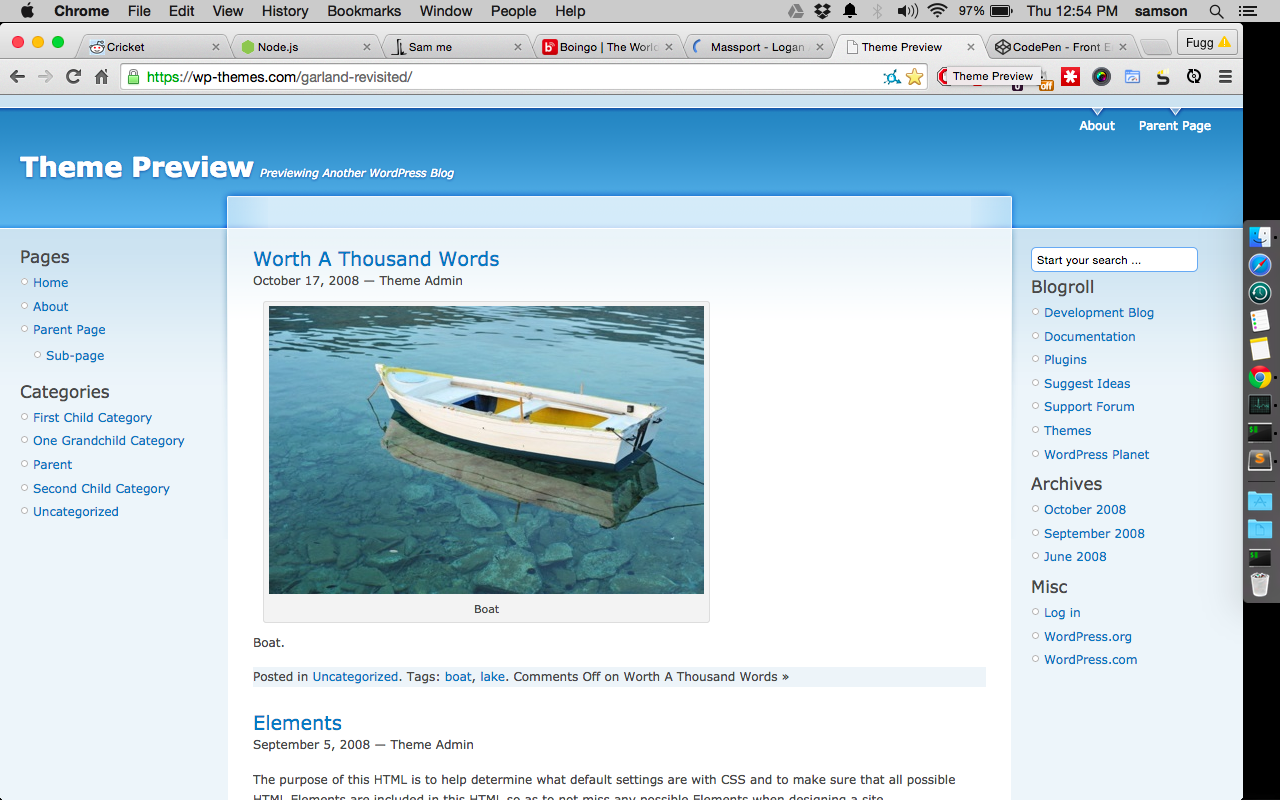 Chrome File Edit View History Bookmarks Window People Help 97% Thu 12:54 PM samson
Cricket Node.js Sam me Boingo | The World Massport - Logan Theme Preview CodePen - Front E Fugg
https://wp-themes.com/garland-revisited/
Theme Preview
off
About Parent Page
Theme Preview Previewing Another WordPress Blog
Pages
Home
About
Parent Page
Sub-page
Categories
First Child Category
One Grandchild Category
Parent
Second Child Category
Uncategorized
Worth A Thousand Words
October 17, 2008 — Theme Admin
Boat
Boat.
Posted in Uncategorized. Tags: boat, lake. Comments Off on Worth A Thousand Words »
Elements
September 5, 2008 — Theme Admin
The purpose of this HTML is to help determine what default settings are with CSS and to make sure that all possible
HTML Elements are included in this HTML so as to not miss any possible Elements when designing a site.
Start your search ...
Blogroll
Development Blog
Documentation
Plugins
Suggest Ideas
Support Forum
Themes
WordPress Planet
Archives
October 2008
September 2008
June 2008
Misc
Log in
WordPress.org
WordPress.com